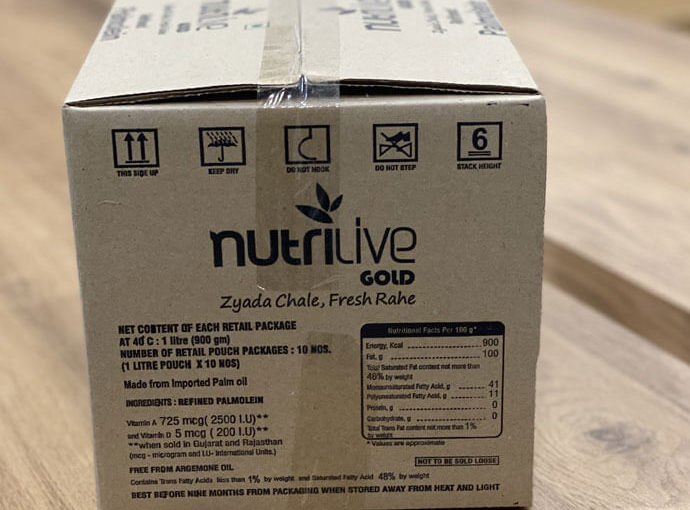 THIS SIDE UP
KEEP DRY
DO NOT HOOK
DO NOT STEP
6
STACK HEIGHT
nutriLive
GOLD
Zyada Chale, Fresh Rahe
NET CONTENT OF EACH RETAIL PACKAGE
AT 40°C : 1 litre (900 gm)
NUMBER OF RETAIL POUCH PACKAGES : 10 NOS.
(1 LITRE POUCH X 10 NOS)
Made from Imported Palm oil
INGREDIENTS : REFINED PALMOLEIN
Vitamin A 725 mcg( 2500 I.U)**
and Vitamin D 5 mcg ( 200 I.U)**
**when sold in Gujarat and Rajasthan
(mcg - microgram and I.U- International Units.)
FREE FROM ARGEMONE OIL
Nutritional Facts Per 100 g*
Energy, Kcal 900
Fat, g 100
Total Saturated Fat content not more than
48% by weight
Monounsaturated Fatty Acid, g 41
Polyunsaturated Fatty Acid, g 11
Protein, g 0
Carbohydrate, g 0
Total Trans Fat content not more than 1%
by weight
* Values are approximate
NOT TO BE SOLD LOOSE
Contains Trans Fatty Acids less than 1% by weight and Saturated Fatty Acid 48% by weight
BEST BEFORE NINE MONTHS FROM PACKAGING WHEN STORED AWAY FROM HEAT AND LIGHT